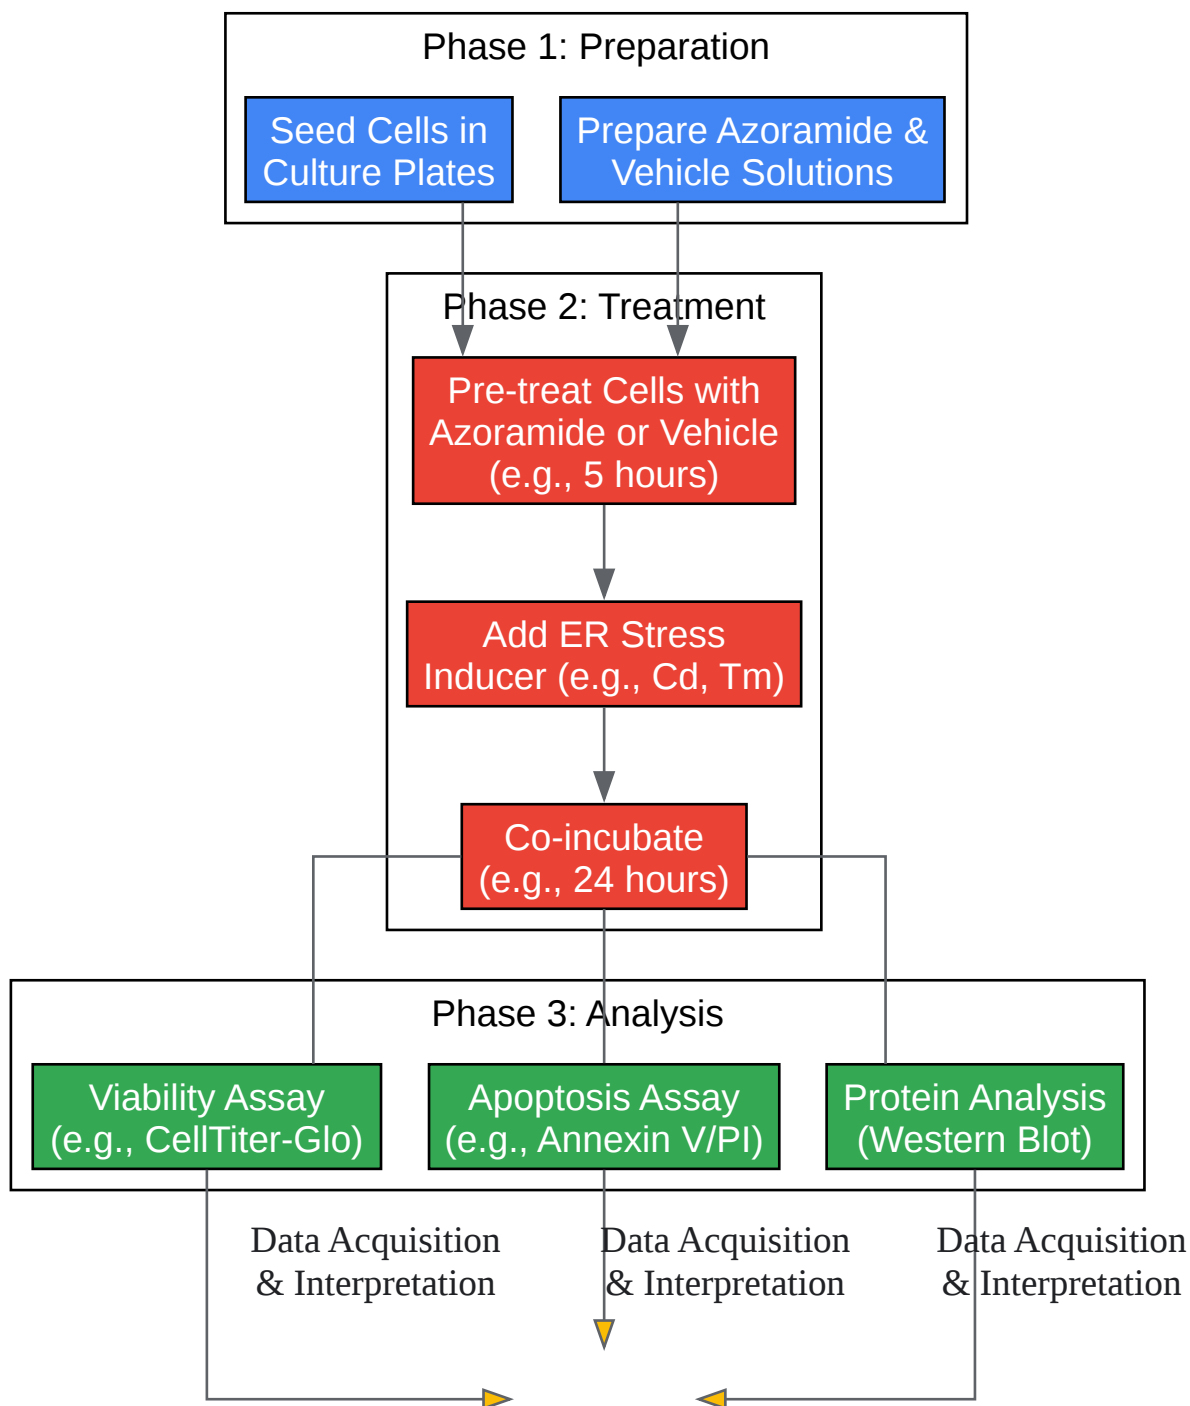 Phase 1: Preparation
Seed Cells in
Culture Plates
Prepare Azoramide &
Vehicle Solutions
Phase 2: Treatment
Pre-treat Cells with
Azoramide or Vehicle
(e.g., 5 hours)
Add ER Stress
Inducer (e.g., Cd, Tm)
Co-incubate
(e.g., 24 hours)
Phase 3: Analysis
Viability Assay
(e.g., CellTiter-Glo)
Apoptosis Assay
(e.g., Annexin V/PI)
Protein Analysis
(Western Blot)
Data Acquisition
& Interpretation
Data Acquisition
& Interpretation
Data Acquisition
& Interpretation